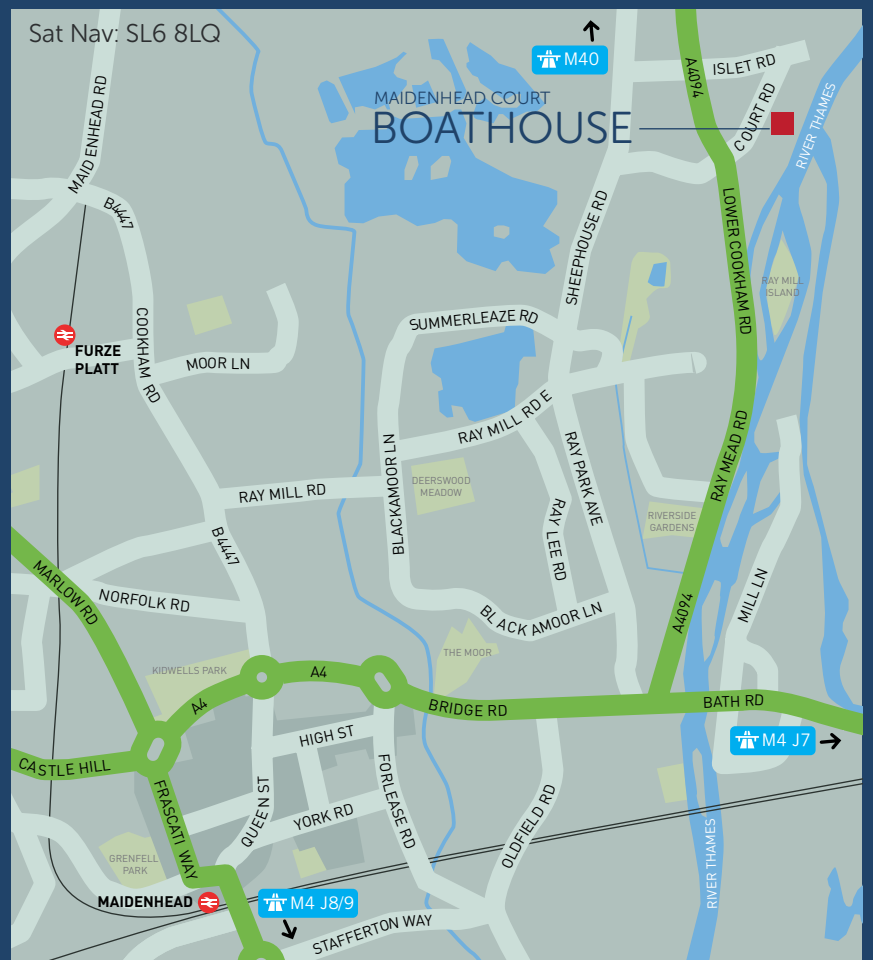 Sat Nav: SL6 8LQ
M40
MAIDENHEAD COURT
BOATHOUSE
A4094
ISLET RD
COURT RD
RIVER THAMES
MAIDENHEAD RD
B4447
LOWER COOKHAM RD
SHEEPHOUSE RD
RAY MILL
ISLAND
COOKHAM RD
FURZE
PLATT
MOOR LN
SUMMERLEAZE RD
RAY MILL RD E
RAY MEAD RD
BLACKAMOOR LN
RAY PARK AVE
DEERSWOOD
MEADOW
RAY MILL RD
RAY LEE RD
RIVERSIDE
GARDENS
B4447
MARLOW RD
NORFOLK RD
BLACKAMOOR LN
MILL LN
A4094
THE MOOR
KIDWELLS PARK
A4
A4
BRIDGE RD
BATH RD
M4 J7
HIGH ST
CASTLE HILL
FRASCATI WAY
QUEEN ST
YORK RD
FORLEASE RD
OLDFIELD RD
RIVER THAMES
GRENFELL
PARK
MAIDENHEAD
M4 J8/9
STAFFERTON WAY